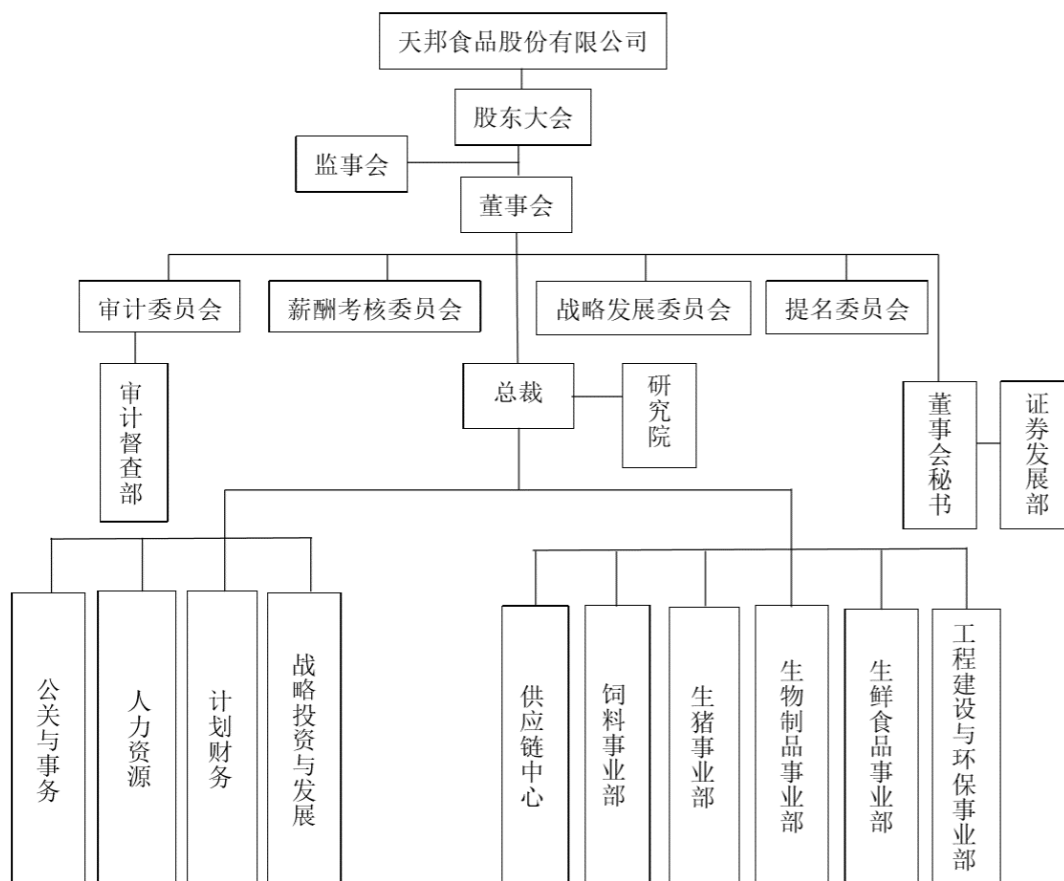 天邦食品股份有限公司
股东大会
监事会
董事会
审计委员会
薪酬考核委员会
战略发展委员会
提名委员会
审计督查部
总裁
研究院
董事会秘书
证券发展部
公关与事务
人力资源
计划财务
战略投资与发展
供应链中心
饲料事业部
生猪事业部
生物制品事业部
生鲜食品事业部
工程建设与环保事业部